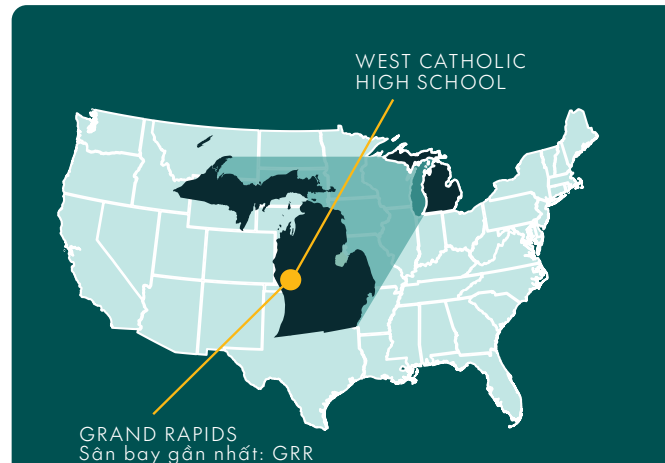 WEST CATHOLIC
HIGH SCHOOL
GRAND RAPIDS
Sân bay gần nhất: GRR